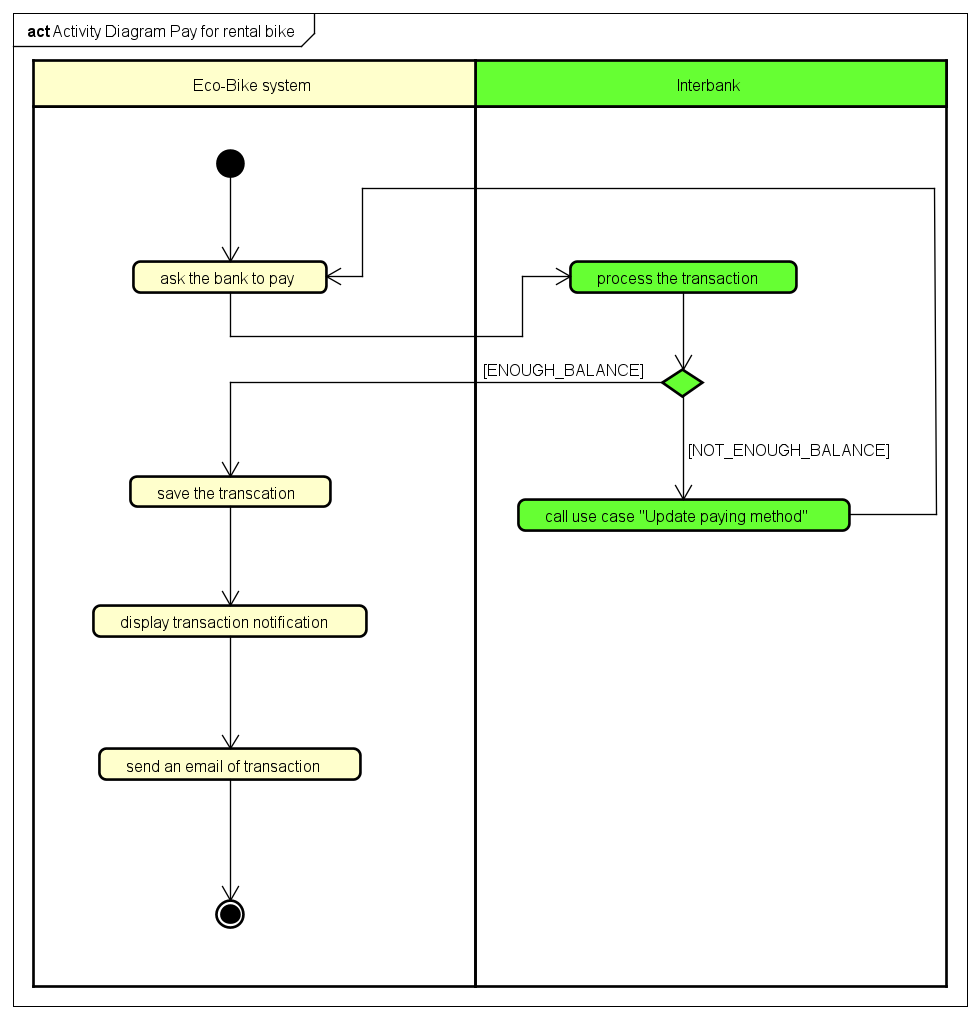 act Activity Diagram Pay for rental bike
Eco-Bike system
Interbank
ask the bank to pay
process the transaction
[ENOUGH_BALANCE]
[NOT_ENOUGH_BALANCE]
save the transcation
call use case "Update paying method"
display transaction notification
send an email of transaction